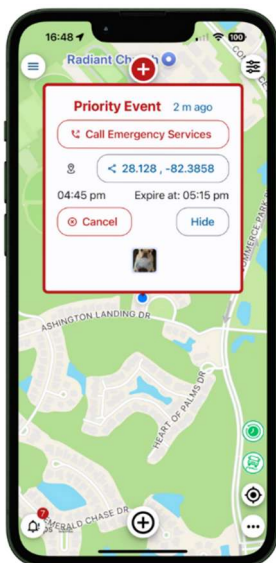 16:48
100
Radiant Ch
Priority Event 2 m ago
Call Emergency Services
28.128 , -82.3858
04:45 pm Expire at: 05:15 pm
Cancel Hide
COMMERCE PARK
ASHINGTON LANDING DR
HEART OF PALMS DR
7
EMERALD CHASE DR